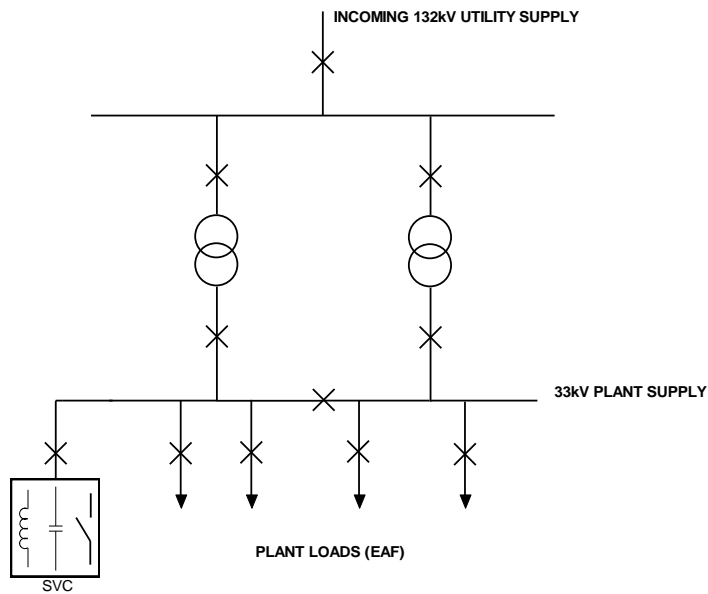 INCOMING 132kV UTILITY SUPPLY
33kV PLANT SUPPLY
PLANT LOADS (EAF)
SVC